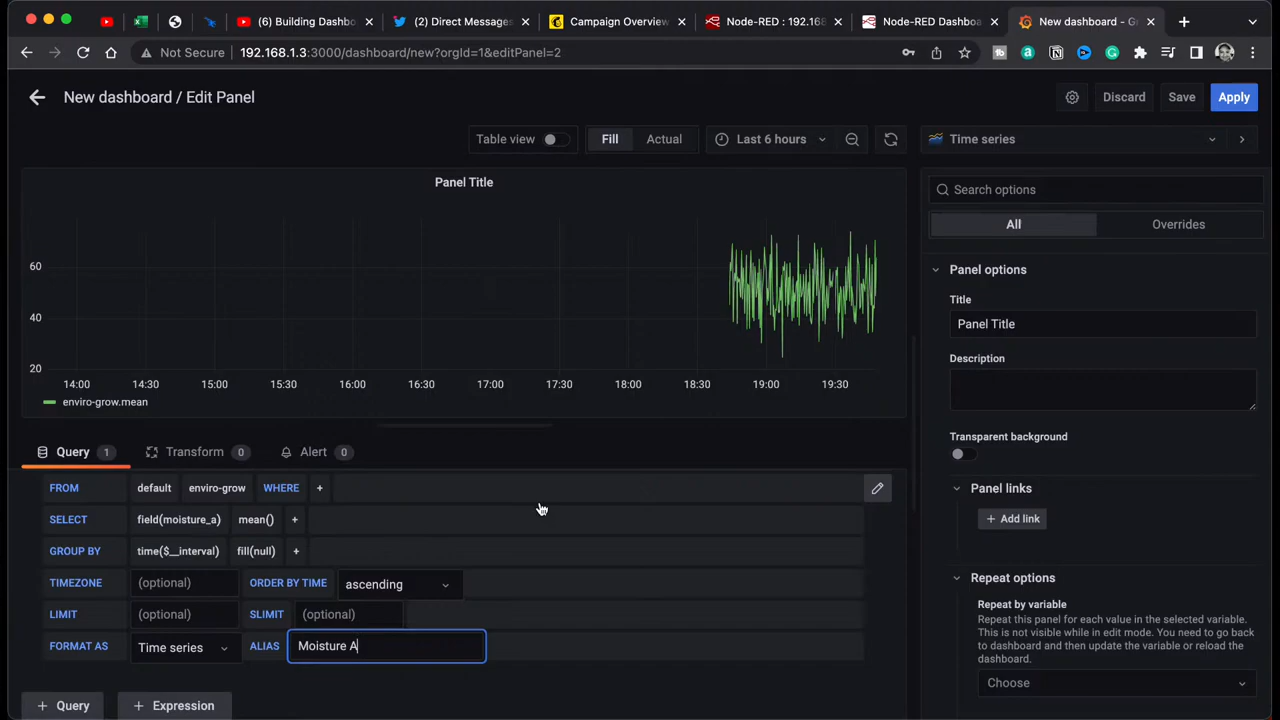 (6) Building Dashbo
(2) Direct Messages
Campaign Overview
Node-RED : 192.168
Node-RED Dashboa
New dashboard - G
Not Secure 192.168.1.3:3000/dashboard/new?orgId=1&editPanel=2
New dashboard / Edit Panel
Discard Save Apply
Table view Fill Actual Last 6 hours Time series
Panel Title
Search options
All Overrides
60
40
20
14:00 14:30 15:00 15:30 16:00 16:30 17:00 17:30 18:00 18:30 19:00 19:30
enviro-grow.mean
Panel options
Title
Panel Title
Description
Transparent background
Panel links
+ Add link
Repeat options
Repeat by variable
Repeat this panel for each value in the selected variable.
This is not visible while in edit mode. You need to go back
to dashboard and then update the variable or reload the
dashboard.
Choose
Query 1 Transform 0 Alert 0
FROM default enviro-grow WHERE +
SELECT field(moisture_a) mean() +
GROUP BY time($__interval) fill(null) +
TIMEZONE (optional) ORDER BY TIME ascending
LIMIT (optional) SLIMIT (optional)
FORMAT AS Time series ALIAS Moisture A
+ Query + Expression